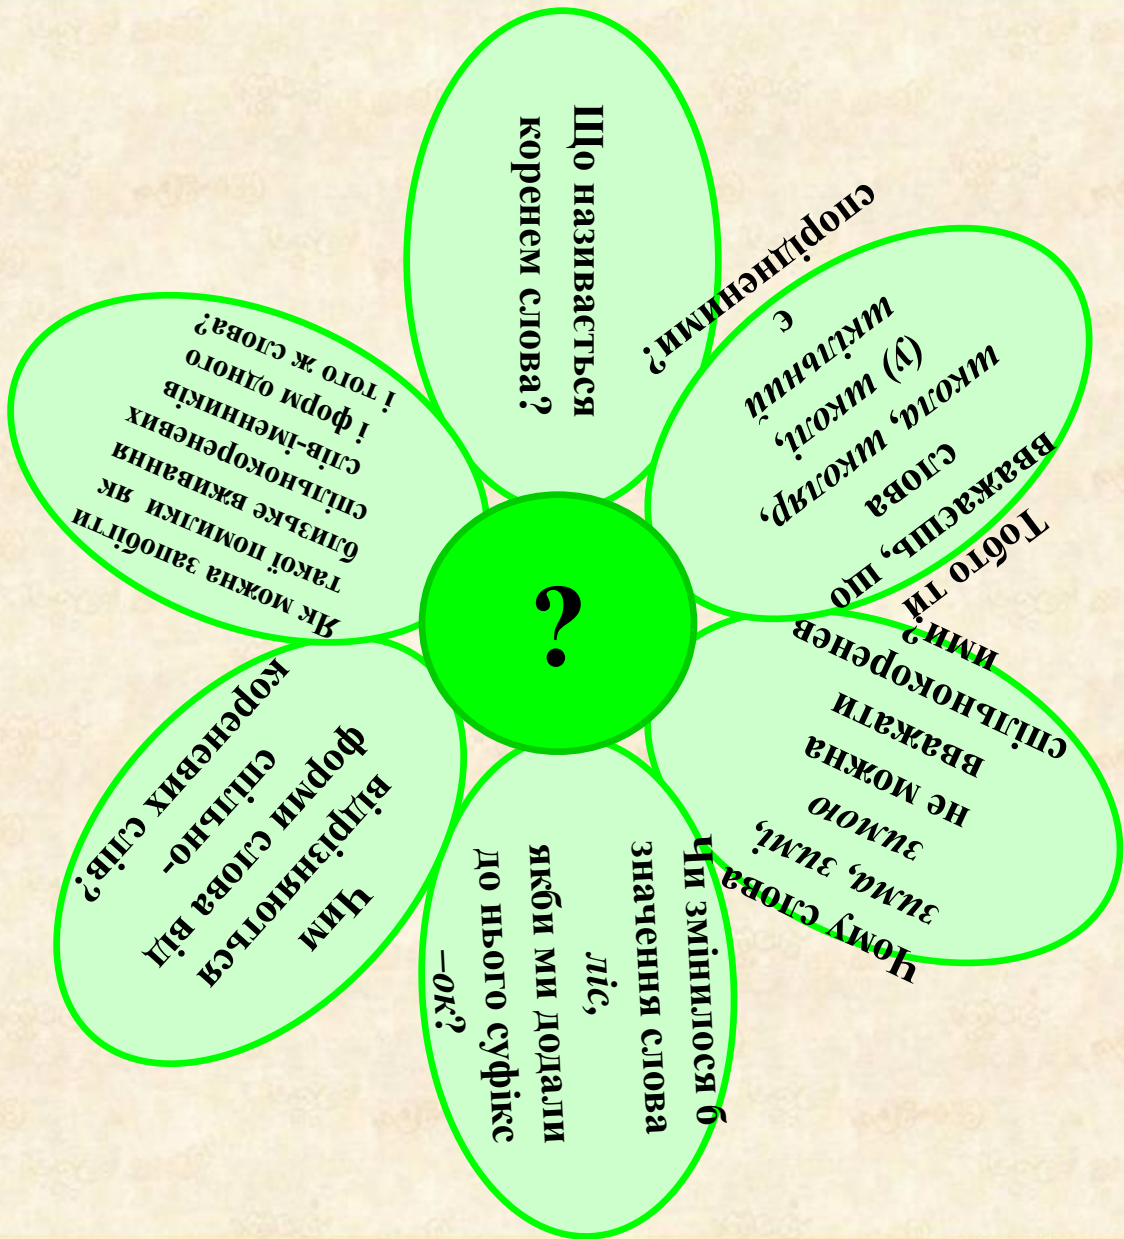 Що називається
коренем слова?
Тобто ти
вважаєшь, що
слова
школа, школяр,
(у) школі,
шкільний
є
спорідненими?
Чому слова
зима, зимі,
зимою
не можна
вважати
спільнокоренев
ими?
Чи змінилося б
значення слова
ліс,
якби ми додали
до нього суфікс
–ок?
Чим
відрізняються
форми слова від
спільно-
кореневих слів?
Як можна запобігти
такої помилки як
близьке вживання
спільнокореневих
слів-іменників
і форм одного
і того ж слова?
?